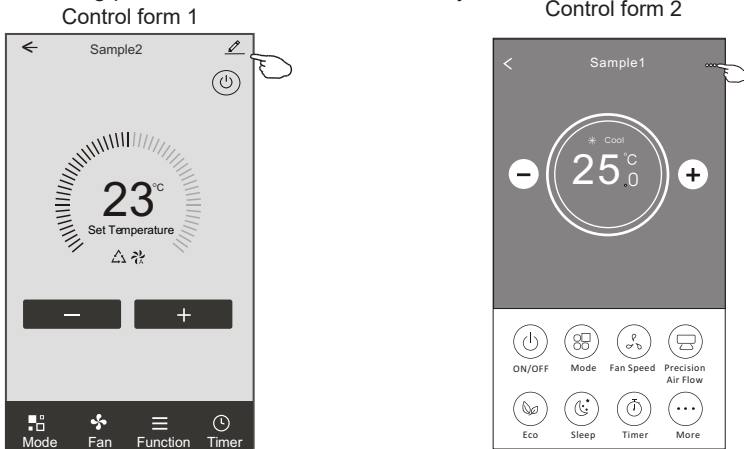 Control form 1
Sample2
23°C
Set Temperature
A
Mode Fan Function Timer
Control form 2
Sample1
Cool
25.0°C
ON/OFF Mode Fan Speed Precision
Air Flow
Eco Sleep Timer More